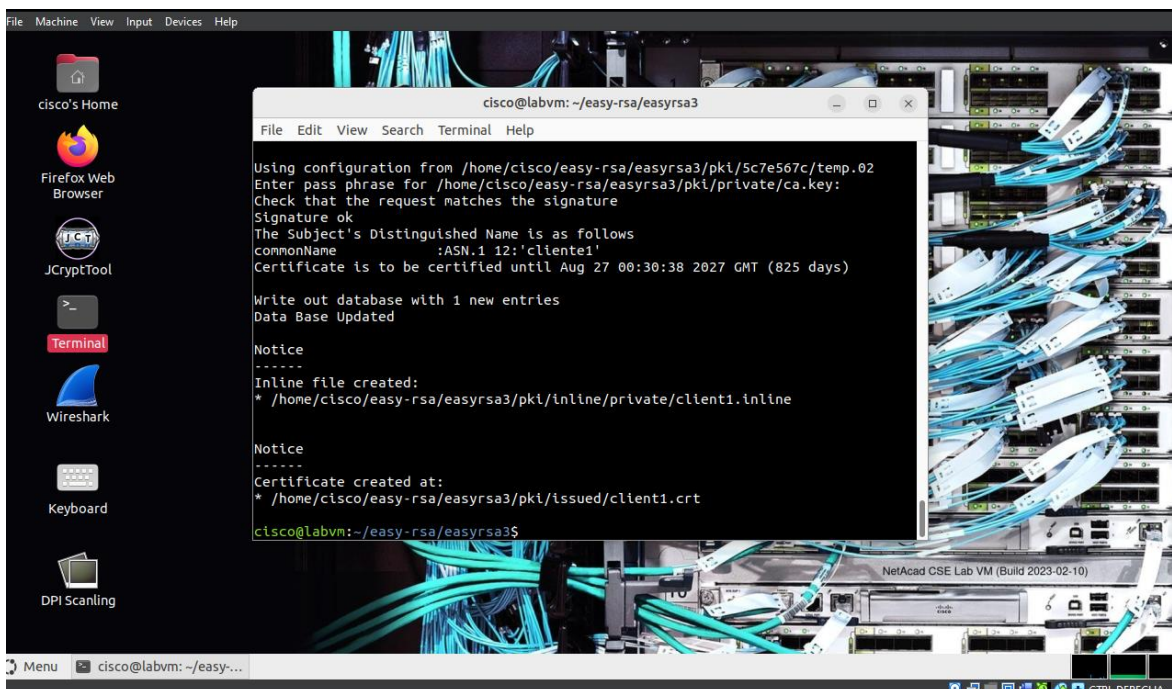 File Machine View Input Devices Help
cisco's Home
Firefox Web
Browser
JCT
JCrypTool
>_
Terminal
Wireshark
Keyboard
DPI Scanling
cisco@labvm: ~/easy-rsa/easyrsa3
File Edit View Search Terminal Help
Using configuration from /home/cisco/easy-rsa/easyrsa3/pki/5c7e567c/temp.02
Enter pass phrase for /home/cisco/easy-rsa/easyrsa3/pki/private/ca.key:
Check that the request matches the signature
Signature ok
The Subject's Distinguished Name is as follows
commonName :ASN.1 12:'cliente1'
Certificate is to be certified until Aug 27 00:30:38 2027 GMT (825 days)
Write out database with 1 new entries
Data Base Updated
Notice
------
Inline file created:
* /home/cisco/easy-rsa/easyrsa3/pki/inline/private/client1.inline
Notice
------
Certificate created at:
* /home/cisco/easy-rsa/easyrsa3/pki/issued/client1.crt
cisco@labvm:~/easy-rsa/easyrsa3$
NetAcad CSE Lab VM (Build 2023-02-10)
Menu cisco@labvm: ~/easy-...
CTRL DERECHA